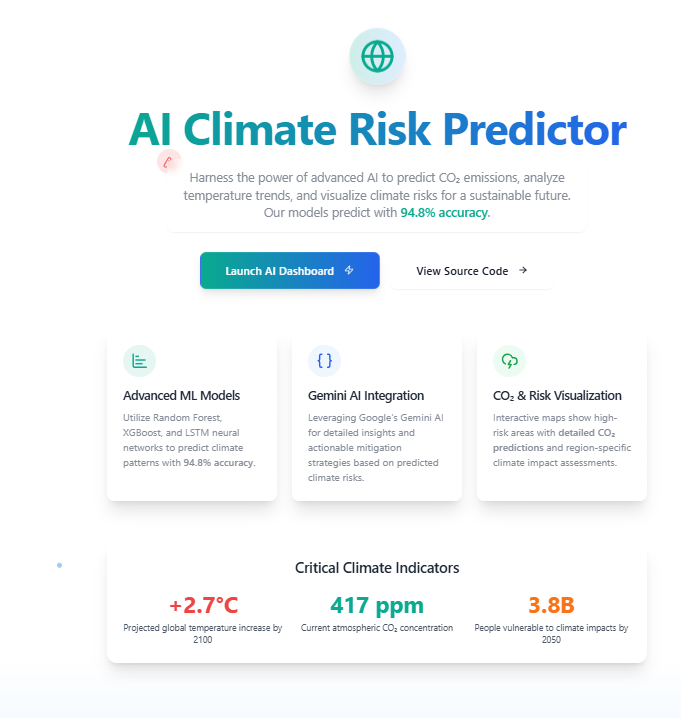 AI Climate Risk Predictor
Harness the power of advanced AI to predict CO₂ emissions, analyze
temperature trends, and visualize climate risks for a sustainable future.
Our models predict with 94.8% accuracy.
Launch AI Dashboard
View Source Code
Advanced ML Models
Utilize Random Forest,
XGBoost, and LSTM neural
networks to predict climate
patterns with 94.8% accuracy.
Gemini AI Integration
Leveraging Google's Gemini AI
for detailed insights and
actionable mitigation
strategies based on predicted
climate risks.
CO₂ & Risk Visualization
Interactive maps show high-
risk areas with detailed CO₂
predictions and region-specific
climate impact assessments.
Critical Climate Indicators
+2.7°C
Projected global temperature increase by
2100
417 ppm
Current atmospheric CO₂ concentration
3.8B
People vulnerable to climate impacts by
2050